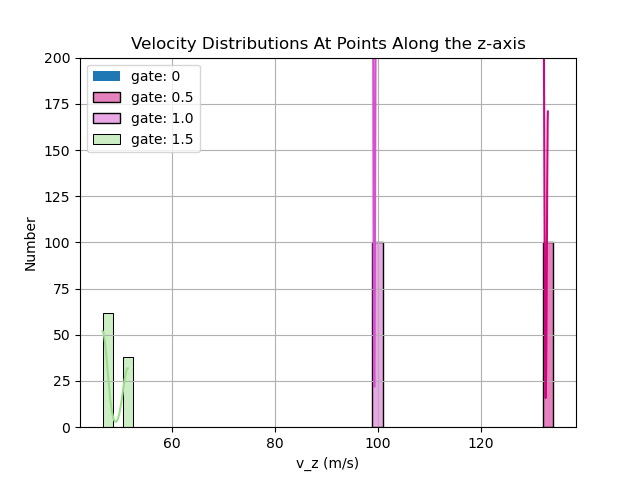 Velocity Distributions At Points Along the z-axis
200
175
150
125
100
75
50
25
0
Number
gate: 0
gate: 0.5
gate: 1.0
gate: 1.5
60
80
100
120
v_z (m/s)